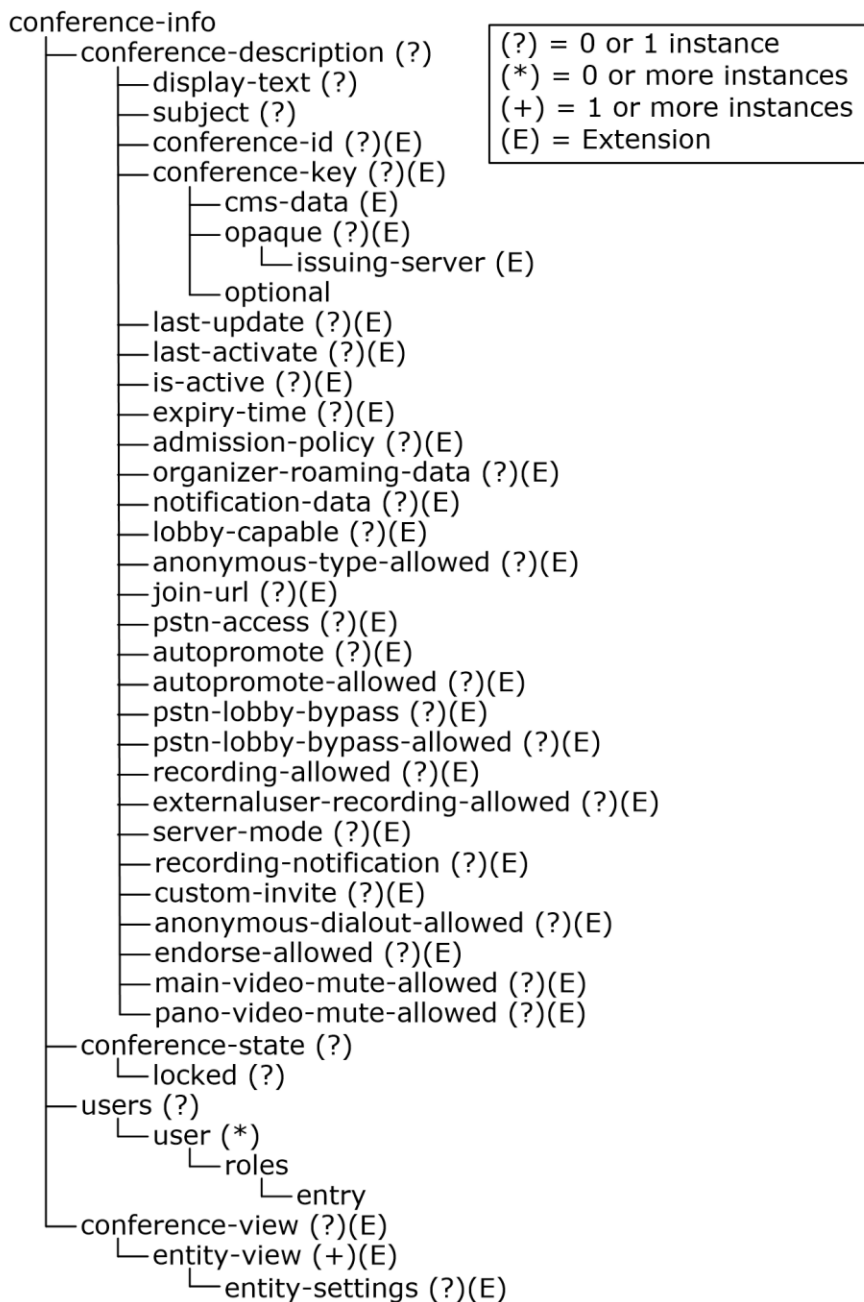 conference-info
conference-description (?)
display-text (?)
subject (?)
conference-id (?)(E)
conference-key (?)(E)
cms-data (E)
opaque (?)(E)
issuing-server (E)
optional
last-update (?)(E)
last-activate (?)(E)
is-active (?)(E)
expiry-time (?)(E)
admission-policy (?)(E)
organizer-roaming-data (?)(E)
notification-data (?)(E)
lobby-capable (?)(E)
anonymous-type-allowed (?)(E)
join-url (?)(E)
pstn-access (?)(E)
autopromote (?)(E)
autopromote-allowed (?)(E)
pstn-lobby-bypass (?)(E)
pstn-lobby-bypass-allowed (?)(E)
recording-allowed (?)(E)
externaluser-recording-allowed (?)(E)
server-mode (?)(E)
recording-notification (?)(E)
custom-invite (?)(E)
anonymous-dialout-allowed (?)(E)
endorse-allowed (?)(E)
main-video-mute-allowed (?)(E)
pano-video-mute-allowed (?)(E)
conference-state (?)
locked (?)
users (?)
user (*)
roles
entry
conference-view (?)(E)
entity-view (+)(E)
entity-settings (?)(E)
(?) = 0 or 1 instance
(*) = 0 or more instances
(+) = 1 or more instances
(E) = Extension